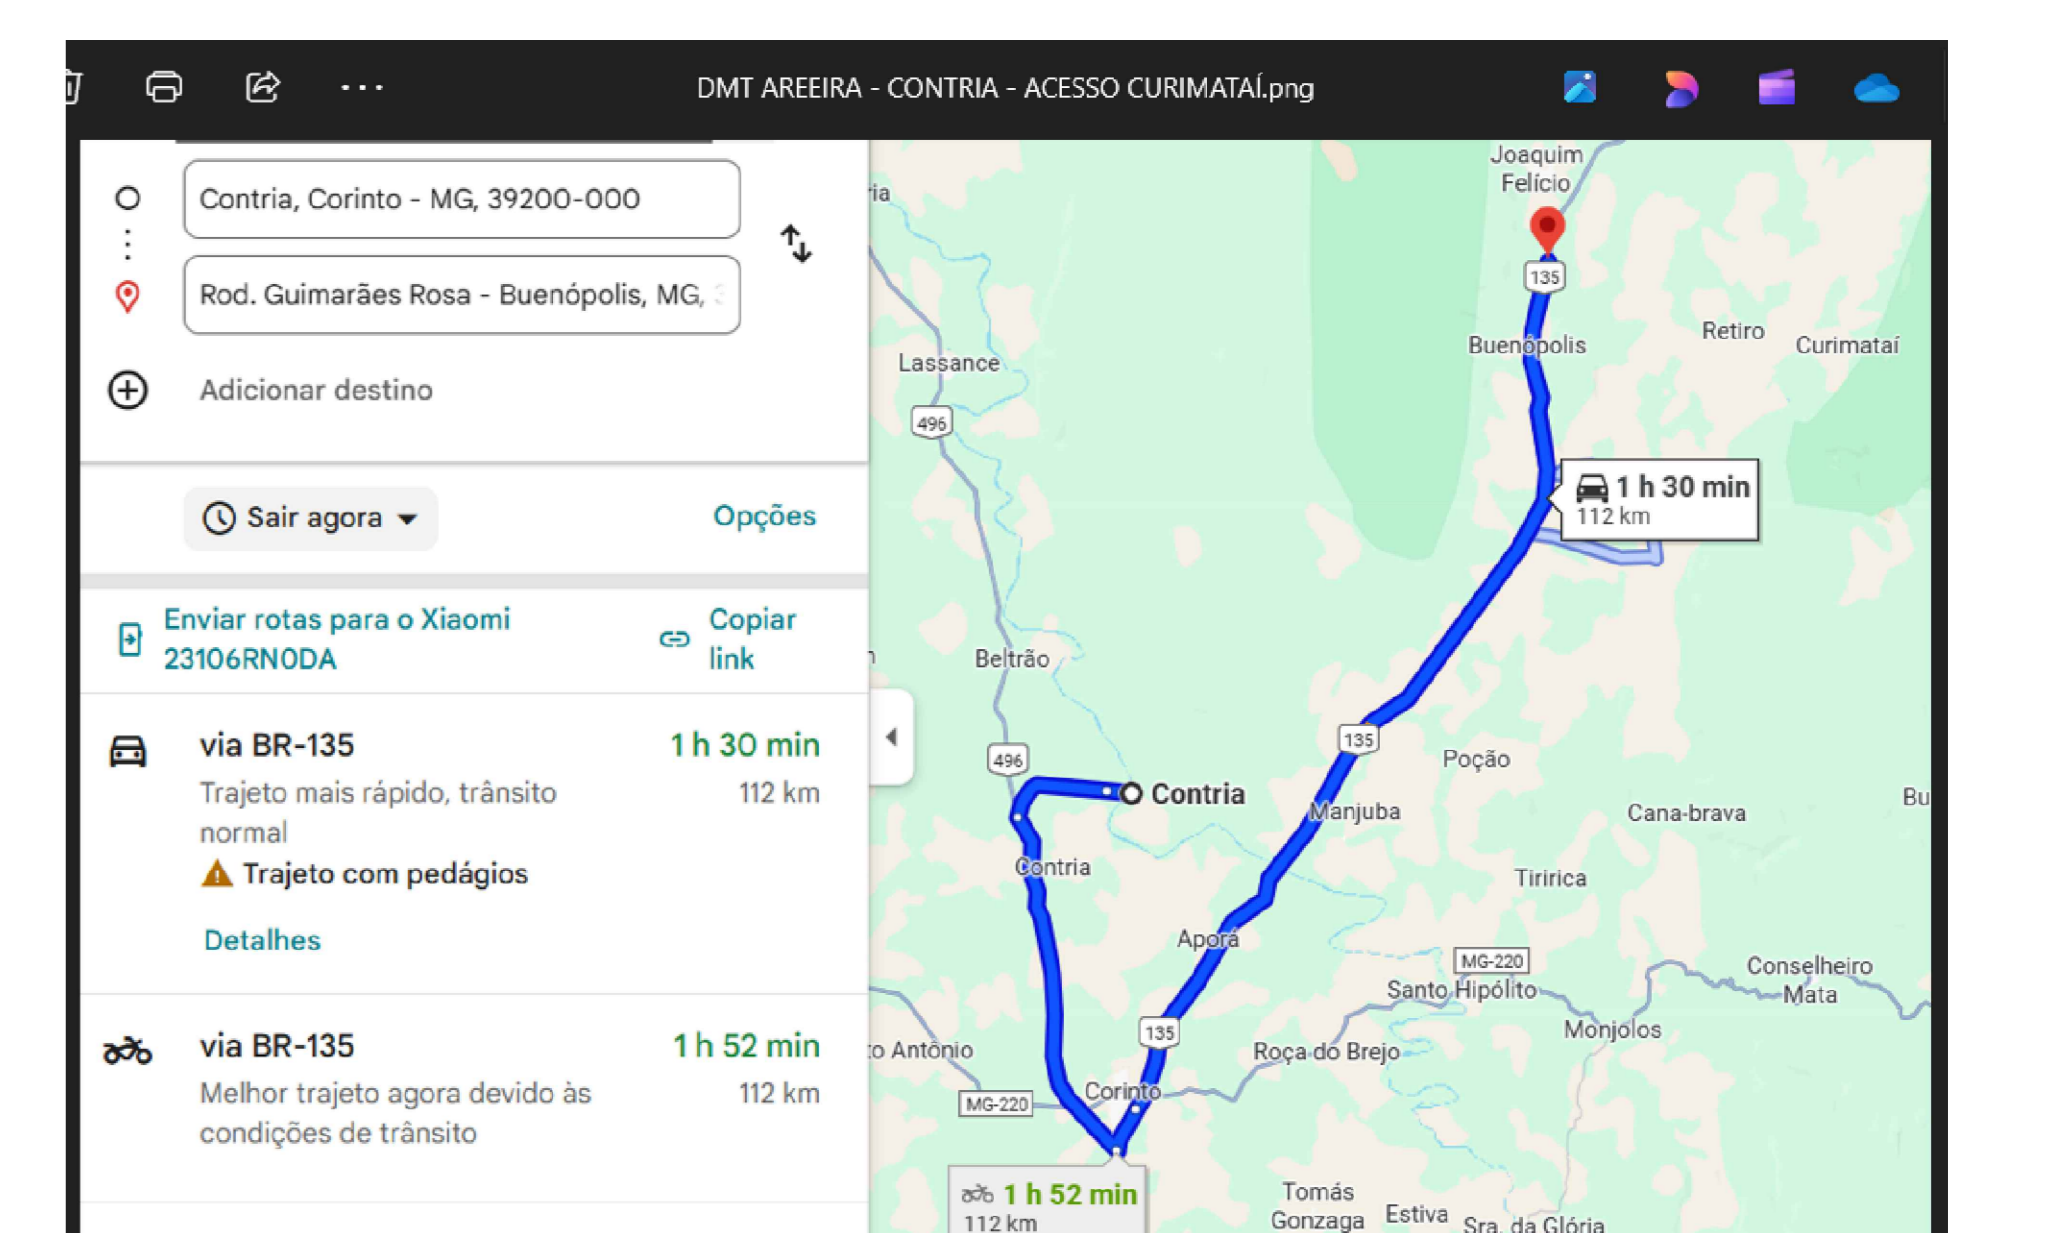 DMT AREEIRA - CONTRIA - ACESSO CURIMATAÍ.png
Contria, Corinto - MG, 39200-000
Rod. Guimarães Rosa - Buenópolis, MG,
Adicionar destino
Sair agora
Opções
Enviar rotas para o Xiaomi
23106RN0DA
Copiar
link
via BR-135
1 h 30 min
Trajeto mais rápido, trânsito
normal
112 km
Trajeto com pedágios
Detalhes
via BR-135
1 h 52 min
Melhor trajeto agora devido às
condições de trânsito
112 km
Joaquim
Felício
135
Buenópolis
Retiro
Curimataí
Lassance
496
1 h 30 min
112 km
Beltrão
496
135
Poção
Contria
Manjuba
Cana-brava
Contria
Tiririca
Aporá
MG-220
Santo Hipólito
Conselheiro
Mata
135
Monjolos
to Antônio
Roça do Brejo
Corinto
MG-220
1 h 52 min
112 km
Tomás
Gonzaga
Estiva
Sra. da Glória